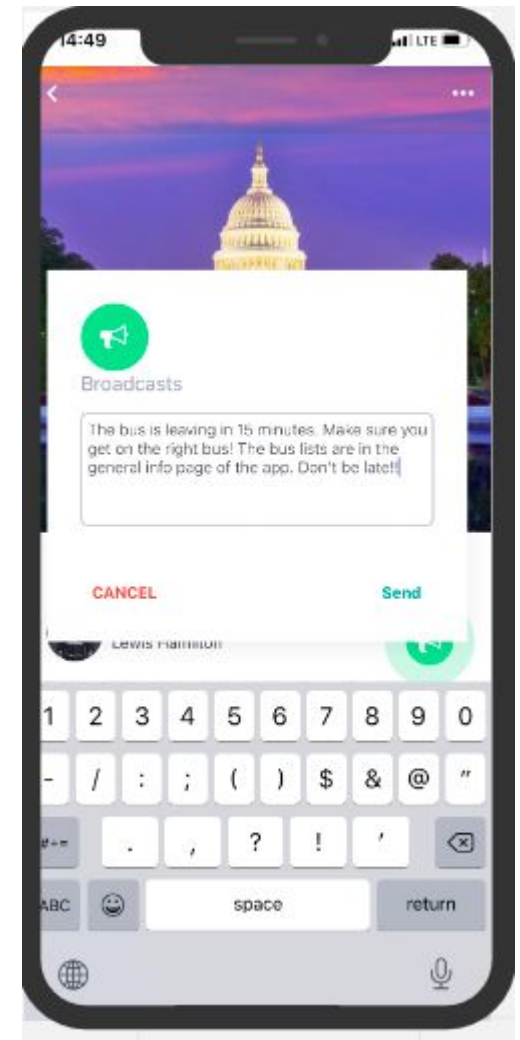 14:49
LTE
Broadcasts
The bus is leaving in 15 minutes. Make sure you
get on the right bus! The bus lists are in the
general info page of the app. Don't be late!!
CANCEL Send
Lewis Hamilton
1 2 3 4 5 6 7 8 9 0
- / : ; ( ) $ & @ "
#+= . , ? ! '
ABC space return